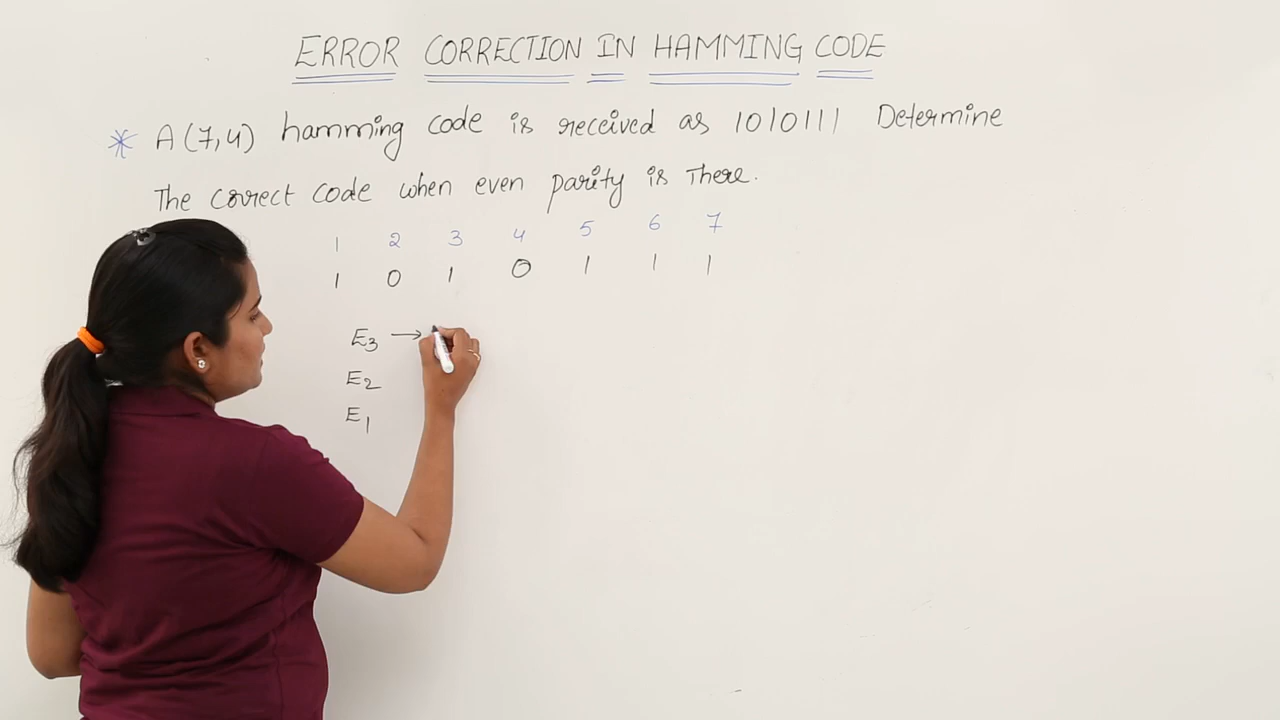 ERROR CORRECTION IN HAMMING CODE
* A(7,4) hamming code is received as 1010111 Determine
The correct code when even parity is There.
1 2 3 4 5 6 7
1 0 1 0 1 1 1
E3 →
E2
E1